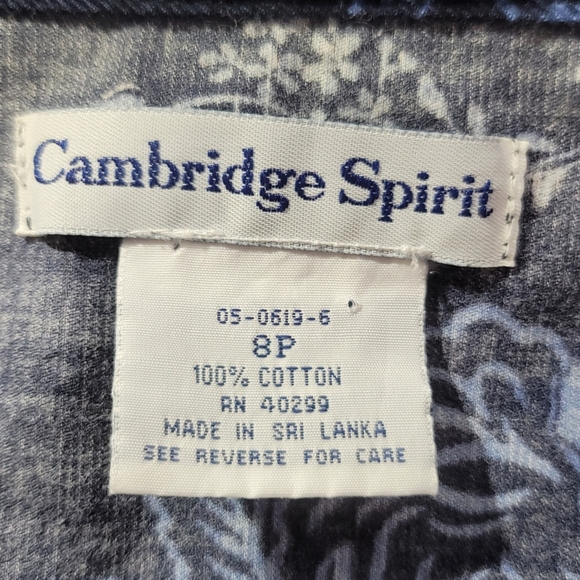 Cambridge Spirit
05-0619-6
8P
100% COTTON
RN 40299
MADE IN SRI LANKA
SEE REVERSE FOR CARE